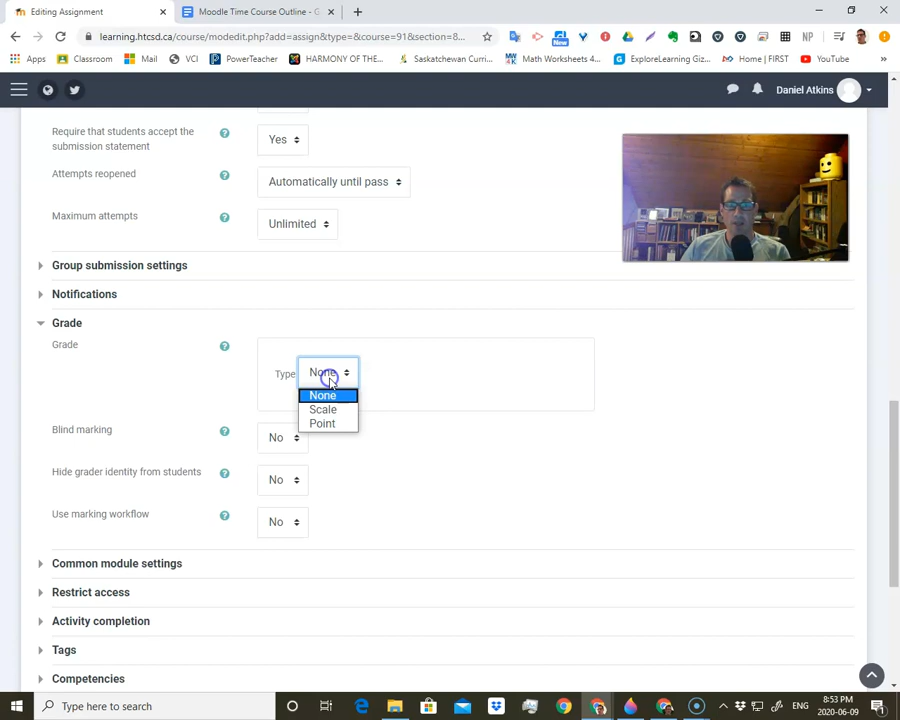 Editing Assignment
Moodle Time Course Outline - G
learning.htcsd.ca/course/modedit.php?add=assign&type=&course=91&section=8...
New
NP
Apps
Classroom
Mail
VCI
PowerTeacher
HARMONY OF THE...
Saskatchewan Curri...
Math Worksheets 4...
ExploreLearning Giz...
Home | FIRST
YouTube
Daniel Atkins
Require that students accept the
submission statement
Yes
Attempts reopened
Automatically until pass
Maximum attempts
Unlimited
Group submission settings
Notifications
Grade
Grade
Type
None
None
Scale
Point
Blind marking
No
Hide grader identity from students
No
Use marking workflow
No
Common module settings
Restrict access
Activity completion
Tags
Competencies
Type here to search
ENG
8:53 PM
2020-06-09